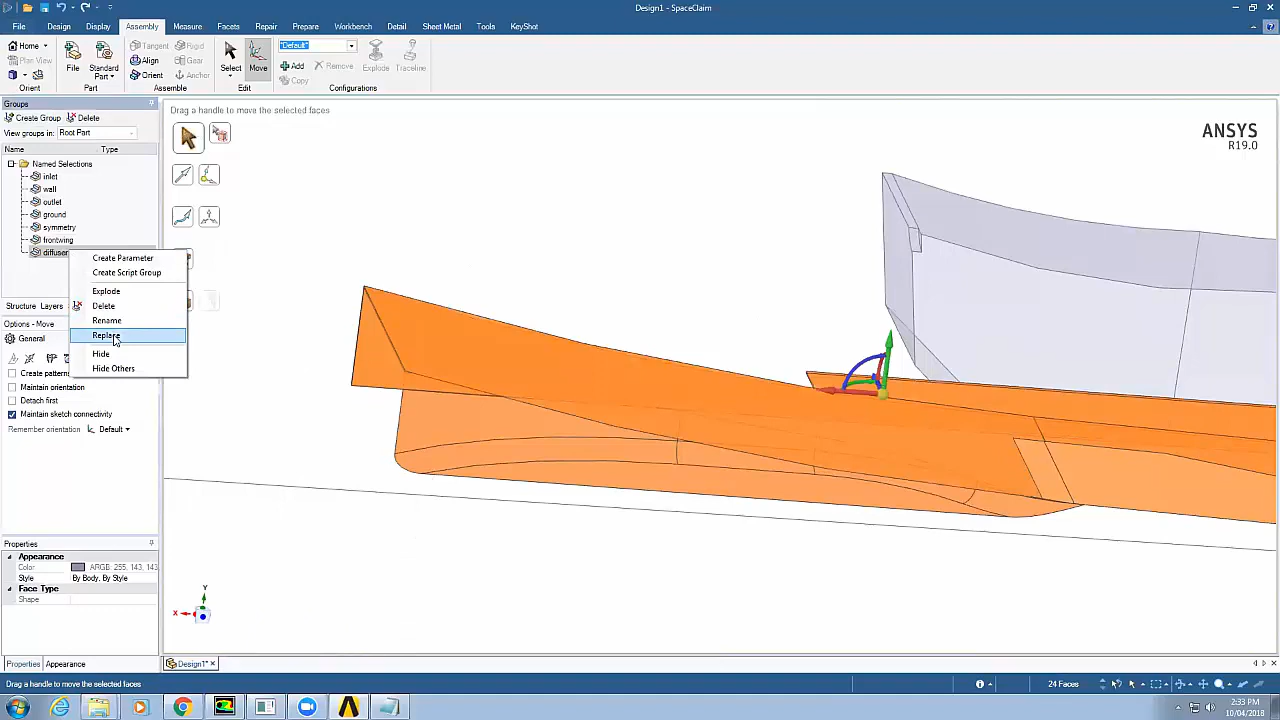 Design1 - SpaceClaim
File Design Display Assembly Measure Facets Repair Prepare Workbench Detail Sheet Metal Tools KeyShot
Home Tangent Rigid "Default"
Plan View Align Gear Add Remove
File Standard Part Orient Anchor Select Move Copy Explode Traceline
Orient Part Assemble Edit Configurations
Groups
Create Group Delete
View groups in: Root Part
Name Type
Named Selections
inlet
wall
outlet
ground
symmetry
frontwing
diffuser
Create Parameter
Create Script Group
Explode
Delete
Rename
Replace
Hide
Hide Others
Structure Layers
Options - Move
General
Create patterns
Maintain orientation
Detach first
Maintain sketch connectivity
Remember orientation Default
Properties
Appearance
Color ARGB: 255, 143, 143,
Style By Body, By Style
Face Type
Shape
Properties Appearance
Drag a handle to move the selected faces
ANSYS
R19.0
Y
X
Design1*
Drag a handle to move the selected faces
24 Faces
2:33 PM
10/04/2018